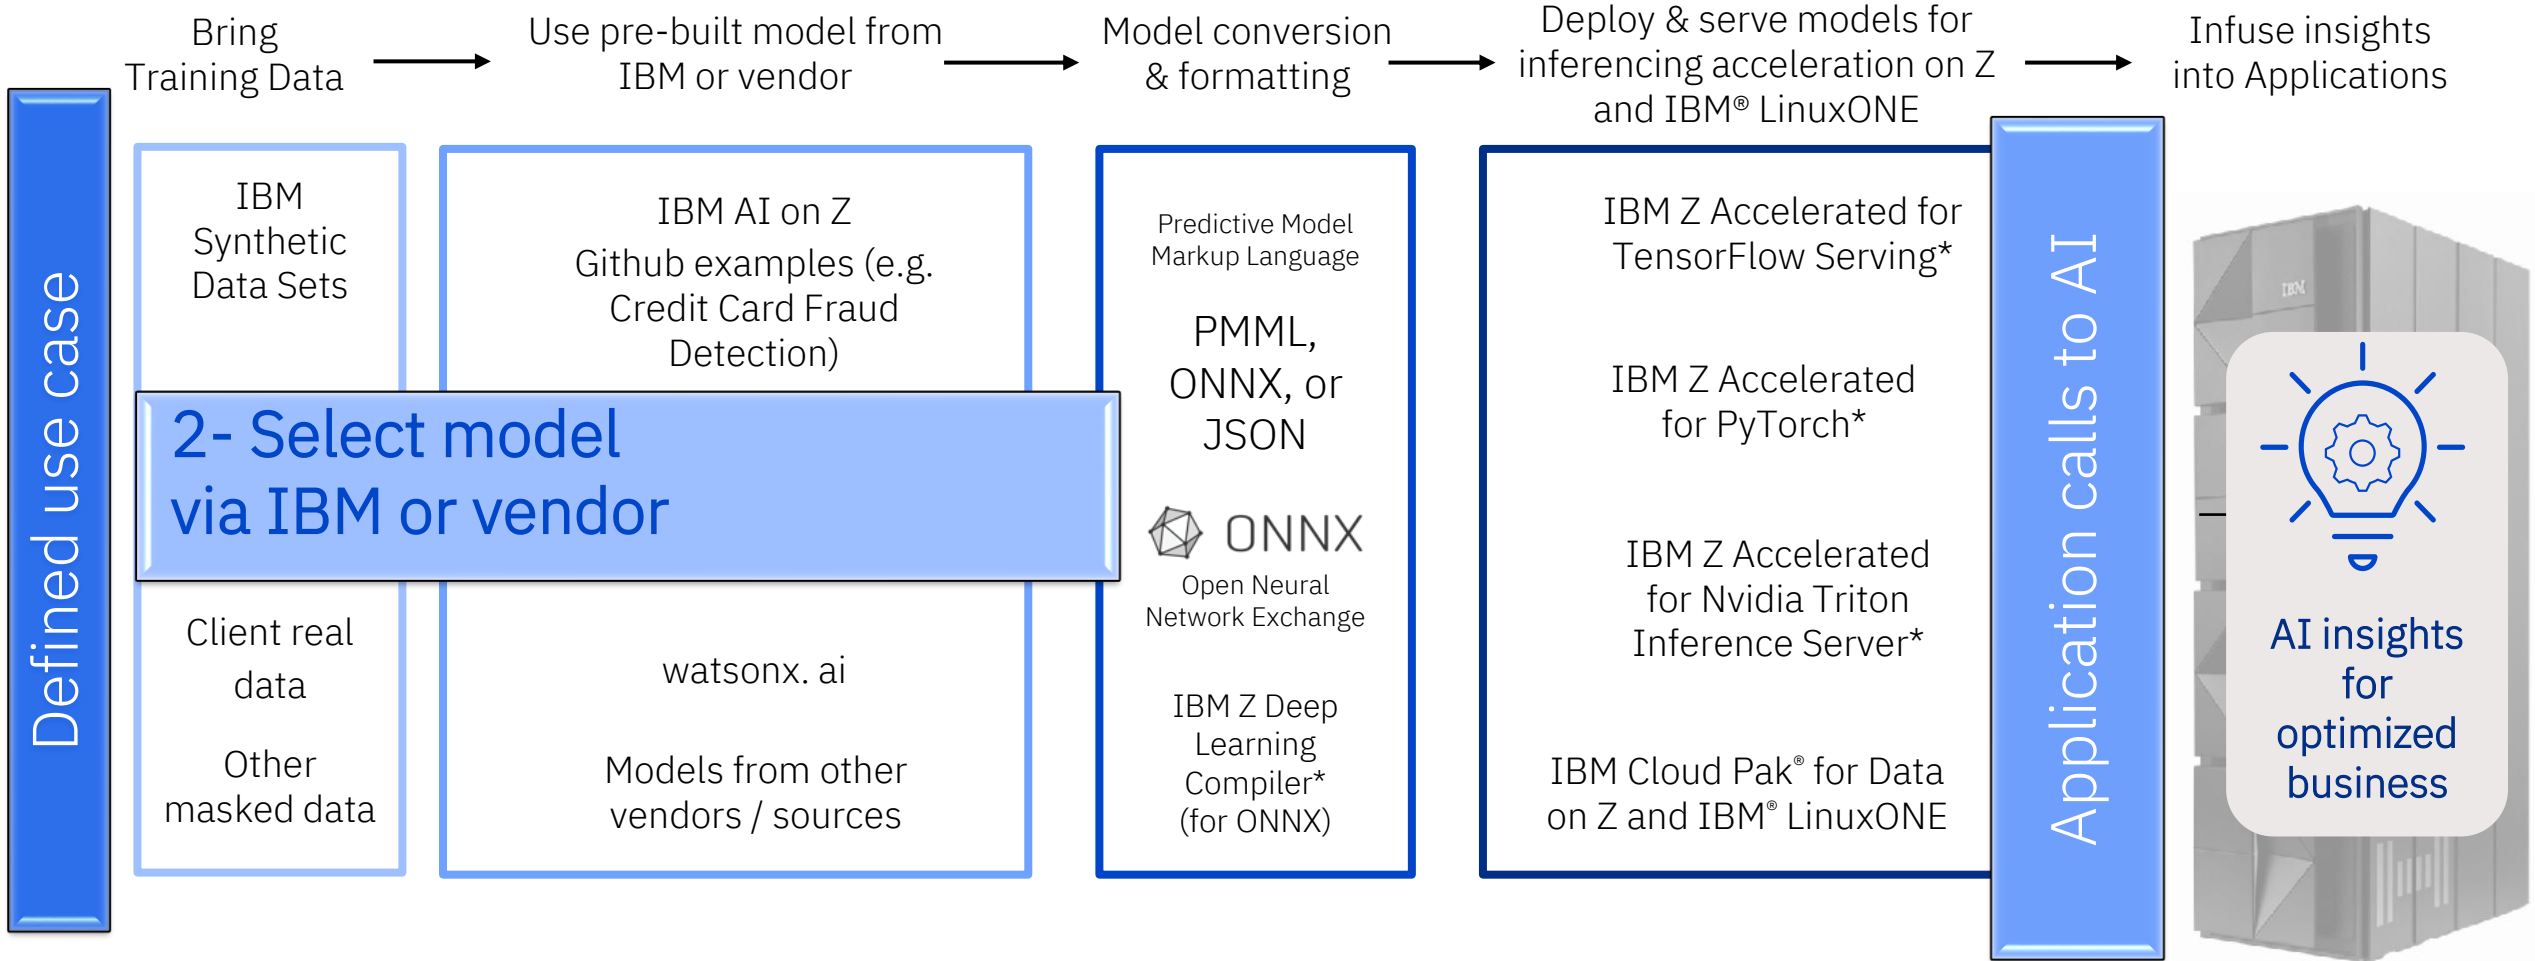 Bring
Training Data
Use pre-built model from
IBM or vendor
Model conversion
& formatting
Deploy & serve models for
inferencing acceleration on Z
and IBM® LinuxONE
Infuse insights
into Applications
Defined use case
IBM
Synthetic
Data Sets
Client real
data
Other
masked data
IBM AI on Z
Github examples (e.g.
Credit Card Fraud
Detection)
2- Select model
via IBM or vendor
watsonx. ai
Models from other
vendors / sources
Predictive Model
Markup Language
PMML,
ONNX, or
JSON
ONNX
Open Neural
Network Exchange
IBM Z Deep
Learning
Compiler*
(for ONNX)
IBM Z Accelerated for
TensorFlow Serving*
IBM Z Accelerated
for PyTorch*
IBM Z Accelerated
for Nvidia Triton
Inference Server*
IBM Cloud Pak® for Data
on Z and IBM® LinuxONE
Application calls to AI
IBM
AI insights
for
optimized
business